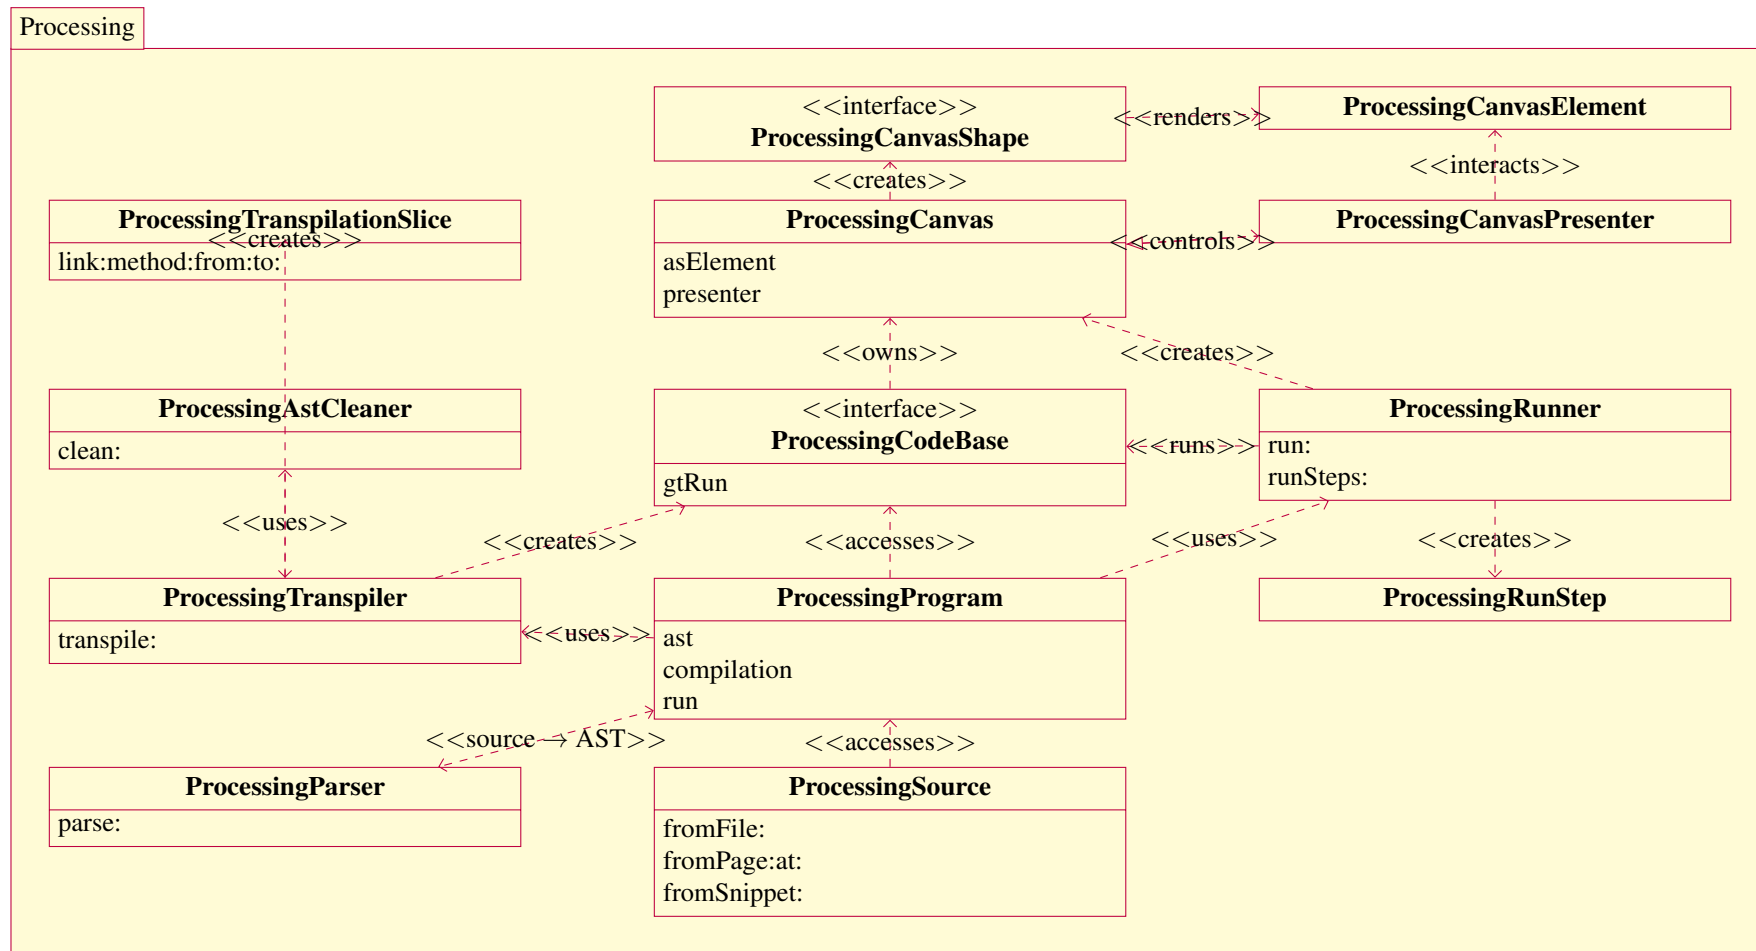 Processing
<<interface>>
ProcessingCanvasShape
<<renders>>
ProcessingCanvasElement
<<creates>>
<<interacts>>
ProcessingTranspilationSlice
<<creates>>
link:method:from:to:
ProcessingCanvas
asElement
presenter
<<controls>>
ProcessingCanvasPresenter
<<owns>>
<<creates>>
ProcessingAstCleaner
clean:
<<interface>>
ProcessingCodeBase
gtRun
<<runs>>
ProcessingRunner
run:
runSteps:
<<uses>>
<<creates>>
<<accesses>>
<<uses>>
<<creates>>
ProcessingTranspiler
transpile:
<<uses>>
ProcessingProgram
ast
compilation
run
ProcessingRunStep
<<source → AST>>
<<accesses>>
ProcessingParser
parse:
ProcessingSource
fromFile:
fromPage:at:
fromSnippet: